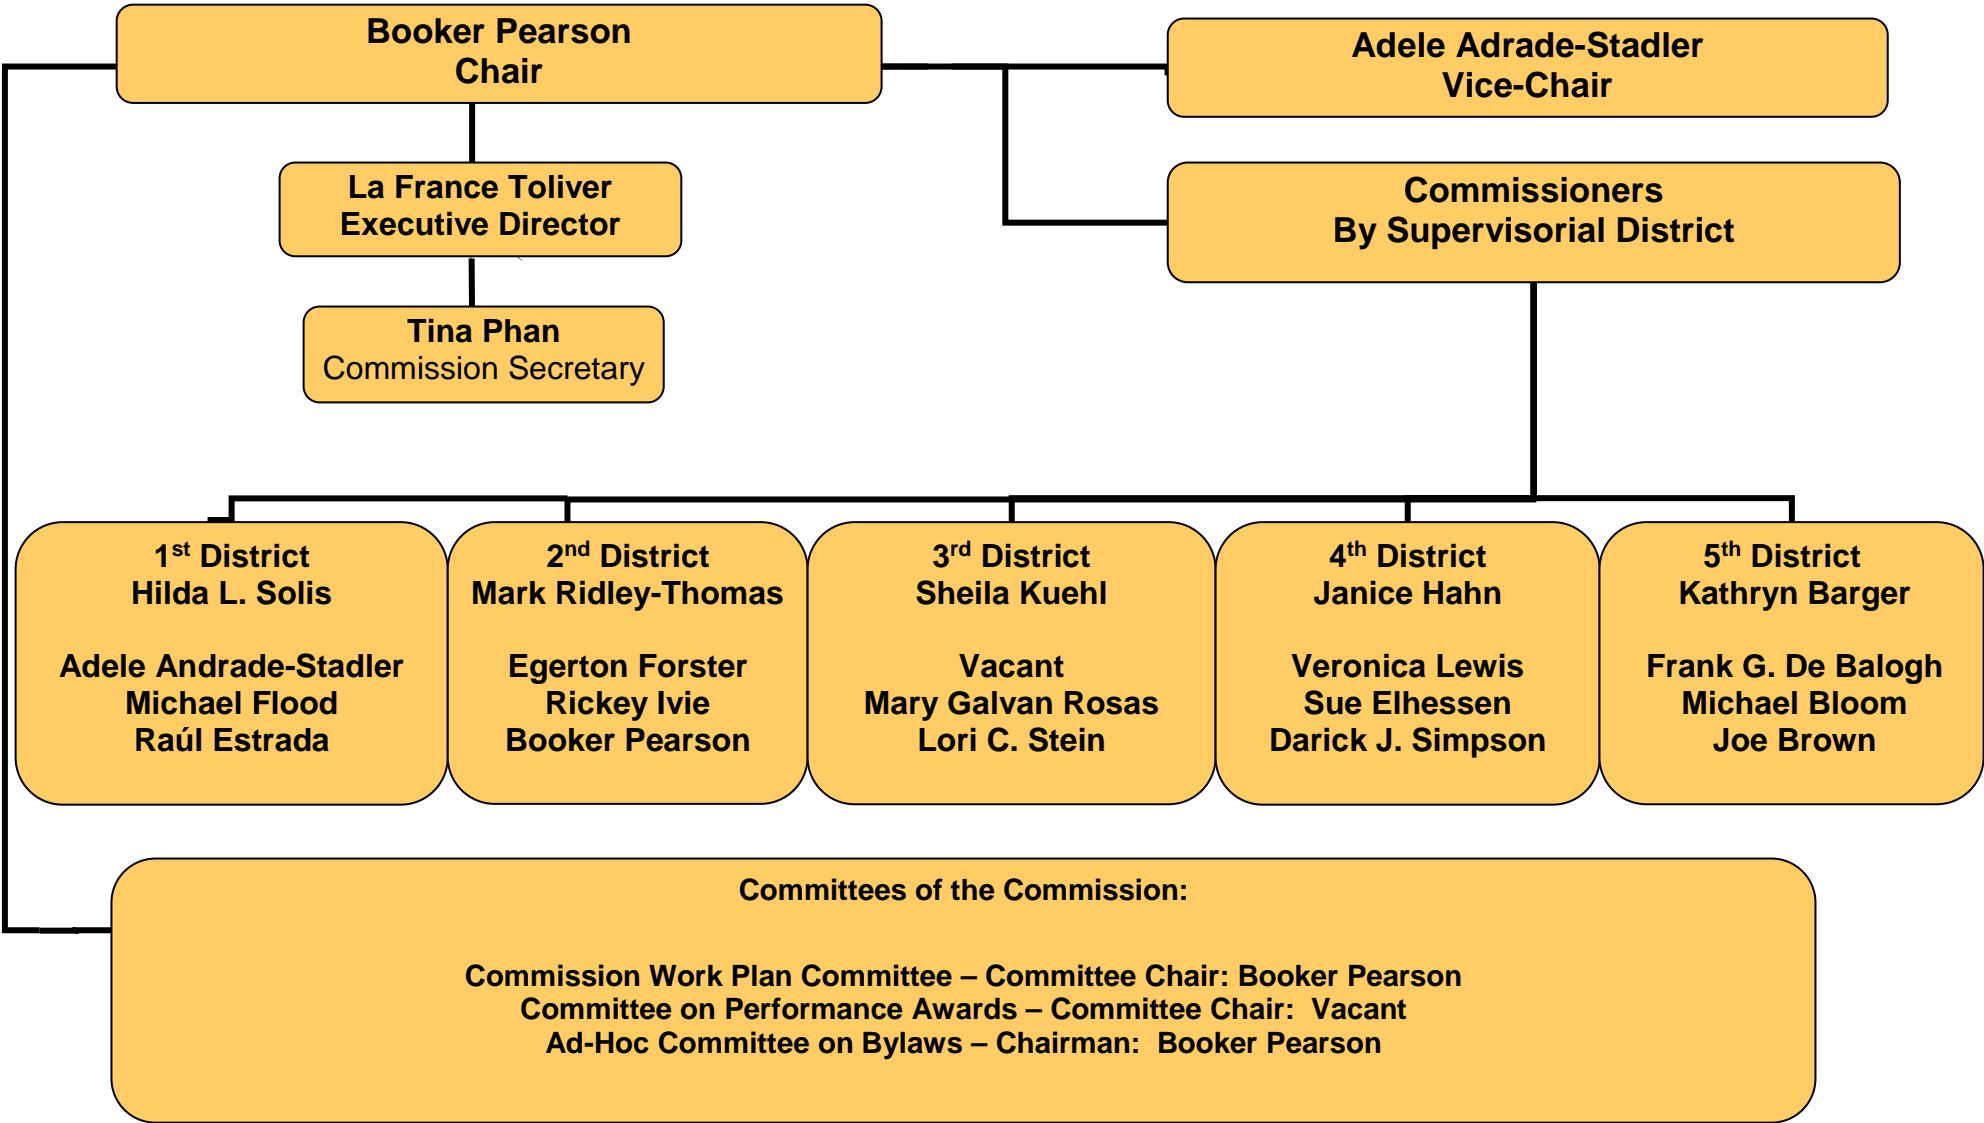 Booker Pearson
Chair
Adele Adrade-Stadler
Vice-Chair
La France Toliver
Executive Director
Commissioners
By Supervisorial District
Tina Phan
Commission Secretary
1st District
Hilda L. Solis
Adele Andrade-Stadler
Michael Flood
Raúl Estrada
2nd District
Mark Ridley-Thomas
Egerton Forster
Rickey Ivie
Booker Pearson
3rd District
Sheila Kuehl
Vacant
Mary Galvan Rosas
Lori C. Stein
4th District
Janice Hahn
Veronica Lewis
Sue Elhessen
Darick J. Simpson
5th District
Kathryn Barger
Frank G. De Balogh
Michael Bloom
Joe Brown
Committees of the Commission:
Commission Work Plan Committee – Committee Chair: Booker Pearson
Committee on Performance Awards – Committee Chair:  Vacant
Ad-Hoc Committee on Bylaws – Chairman:  Booker Pearson